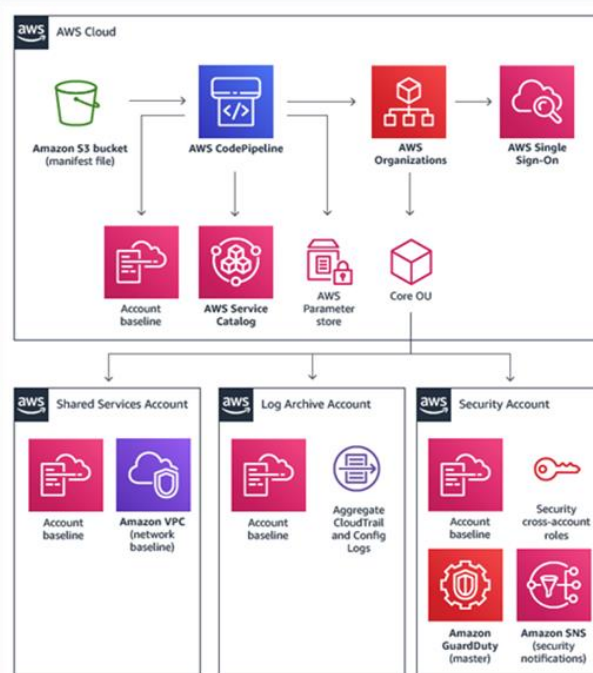 aws AWS Cloud
Amazon S3 bucket
(manifest file)
AWS CodePipeline
AWS
Organizations
AWS Single
Sign-On
Account
baseline
AWS Service
Catalog
AWS
Parameter
store
Core OU
aws Shared Services Account
Account
baseline
Amazon VPC
(network
baseline)
aws Log Archive Account
Account
baseline
Aggregate
CloudTrail
and Config
Logs
aws Security Account
Account
baseline
Security
cross-account
roles
Amazon
GuardDuty
(master)
Amazon SNS
(security
notifications)